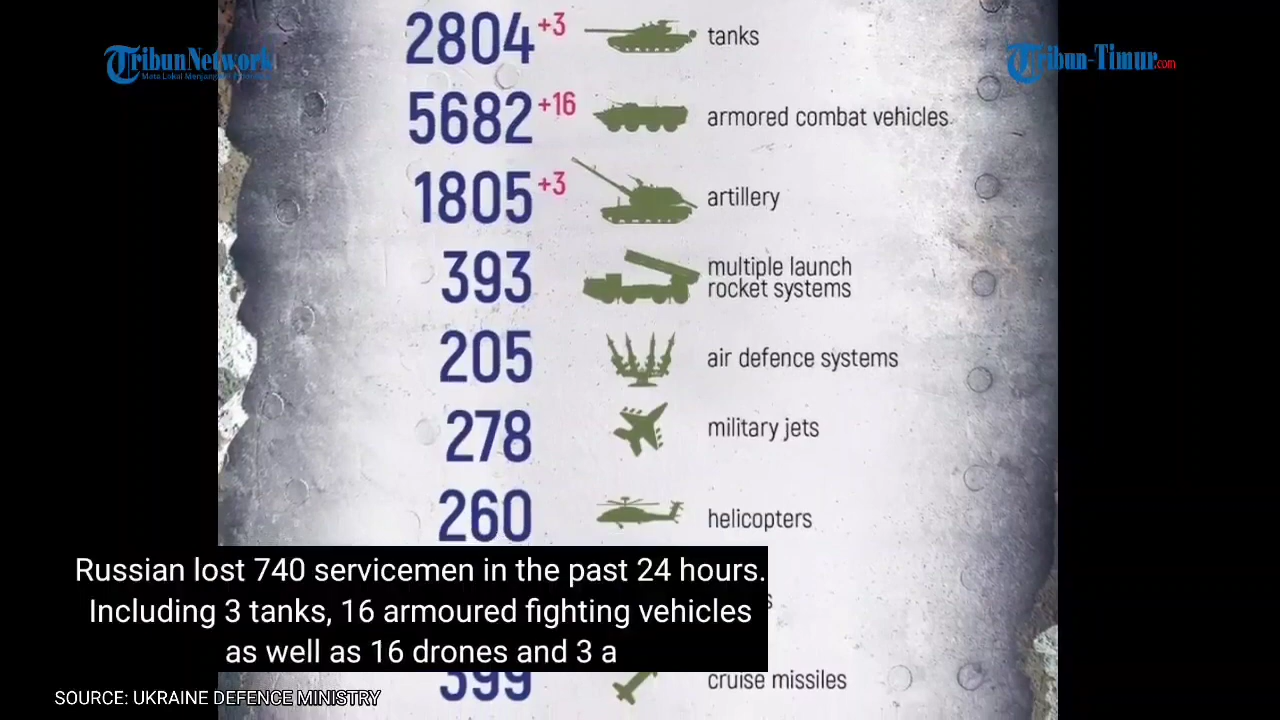 2804 +3 tanks
TribunNetwork
Tribun-Timur.com
5682 +16 armored combat vehicles
1805 +3 artillery
393 multiple launch
rocket systems
205 air defence systems
278 military jets
260 helicopters
Russian lost 740 servicemen in the past 24 hours.
Including 3 tanks, 16 armoured fighting vehicles
as well as 16 drones and 3 a
399 cruise missiles
SOURCE: UKRAINE DEFENCE MINISTRY